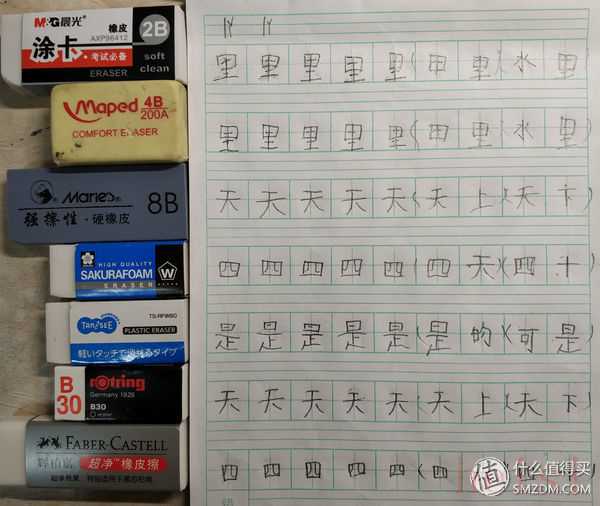 M&G晨光
橡皮
AXP96412
2B
涂卡
·考试必备
soft
ERASER
clean
Maped
4B
200A
COMFORT ERASER
Maries
8B
强擦性·硬橡皮
HIGH QUALITY
SAKURAFOAM
ERASER
W
TANZSEE
PLASTIC ERASER
軽いタッチで消せるタイプ
B
30
rotring
Germany 1928
B30
FABER-CASTELL
辉柏嘉
超净橡皮擦
里里里里里(田里)(水里
里里里里里(田里)(水里)
天天天天天(天上)(天下)
四四四四四(四天)(四十)
是是是是是(是的)(可是)
天天天天天(天上)(天下)
四四四四四(四
值 什么值得买
SMZDM.COM